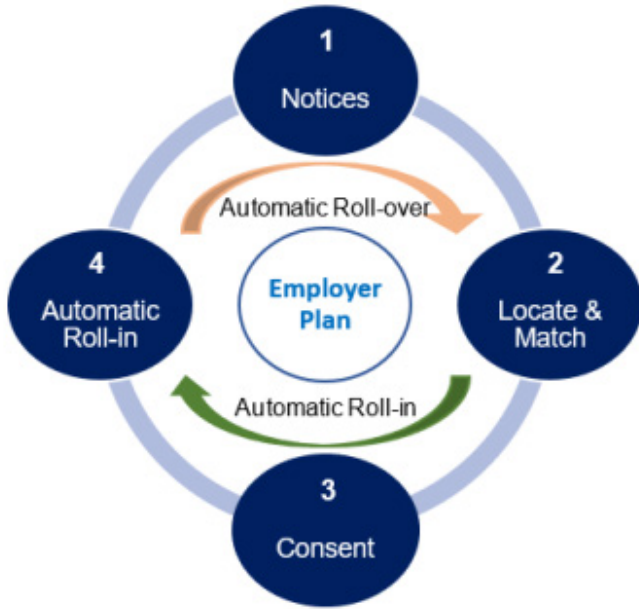 1
Notices
Automatic Roll-over
4
Automatic
Roll-in
Employer
Plan
2
Locate &
Match
Automatic Roll-in
3
Consent